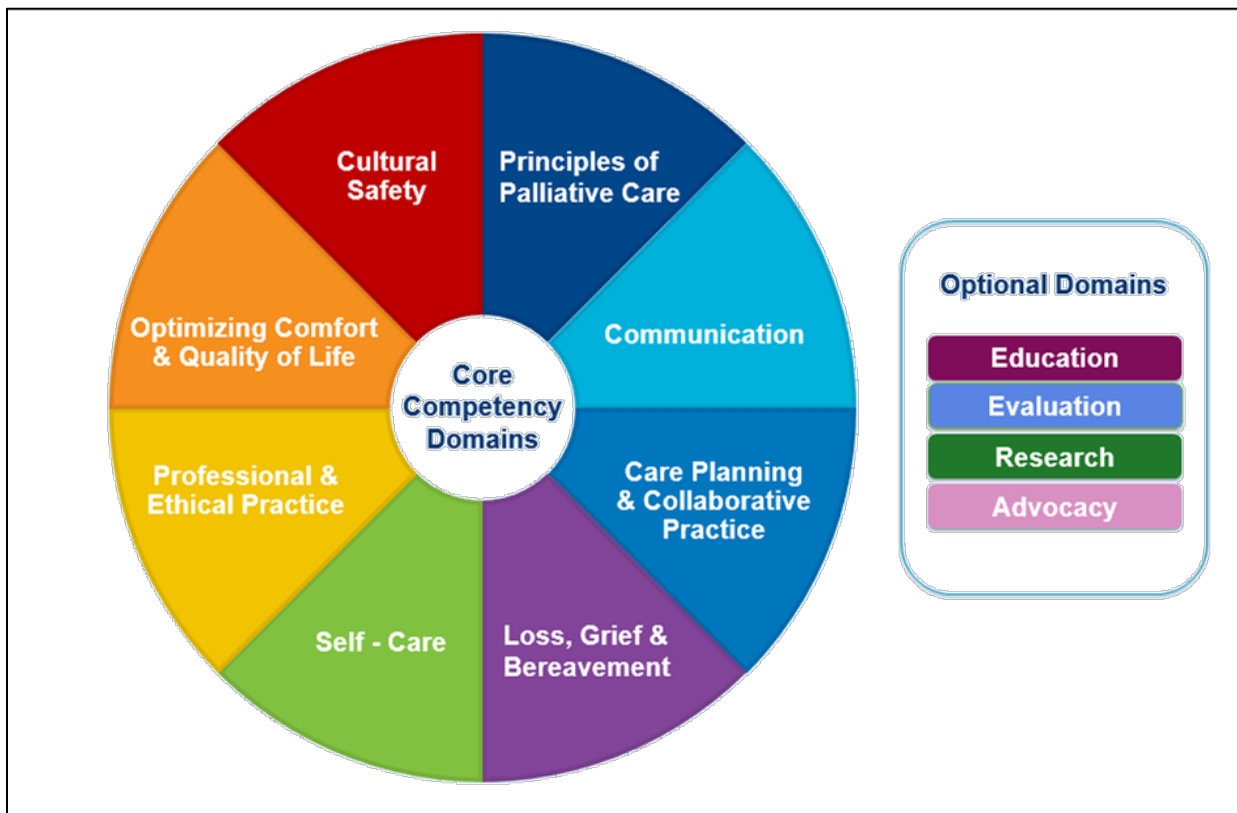 Cultural
Safety
Principles of
Palliative Care
Communication
Care Planning
& Collaborative
Practice
Loss, Grief &
Bereavement
Self - Care
Professional &
Ethical Practice
Optimizing Comfort
& Quality of Life
Core
Competency
Domains
Optional Domains
Education
Evaluation
Research
Advocacy